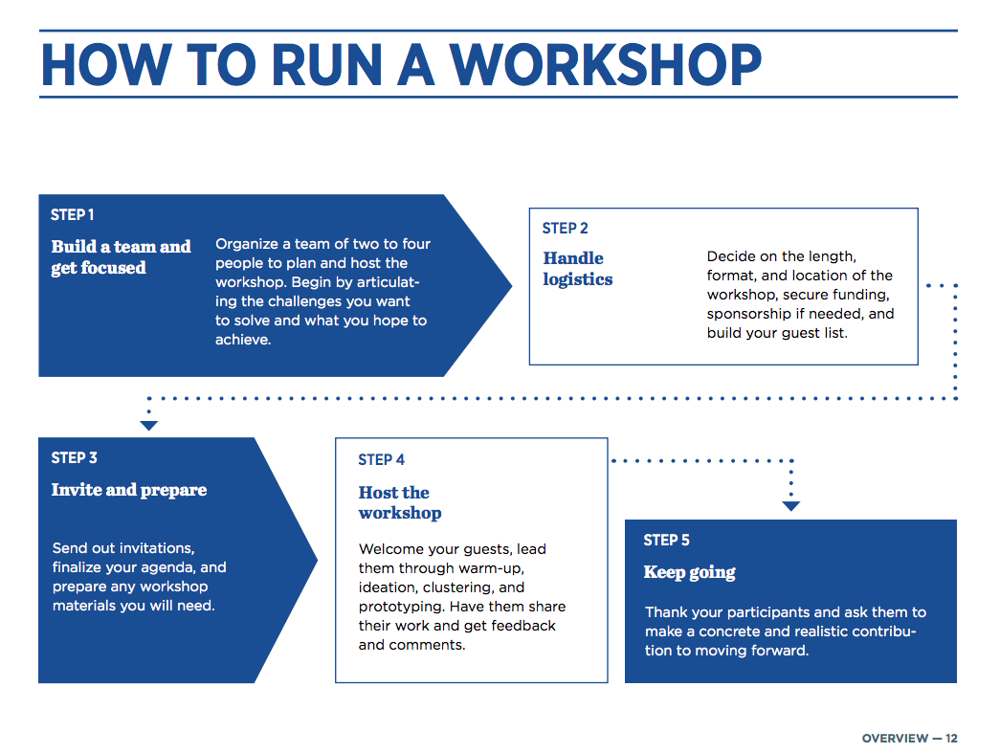 HOW TO RUN A WORKSHOP
STEP 1
Build a team and
get focused
Organize a team of two to four
people to plan and host the
workshop. Begin by articulat-
ing the challenges you want
to solve and what you hope to
achieve.
STEP 2
Handle
logistics
Decide on the length,
format, and location of the
workshop, secure funding,
sponsorship if needed, and
build your guest list.
STEP 3
Invite and prepare
Send out invitations,
finalize your agenda, and
prepare any workshop
materials you will need.
STEP 4
Host the
workshop
Welcome your guests, lead
them through warm-up,
ideation, clustering, and
prototyping. Have them share
their work and get feedback
and comments.
STEP 5
Keep going
Thank your participants and ask them to
make a concrete and realistic contribu-
tion to moving forward.
OVERVIEW — 12